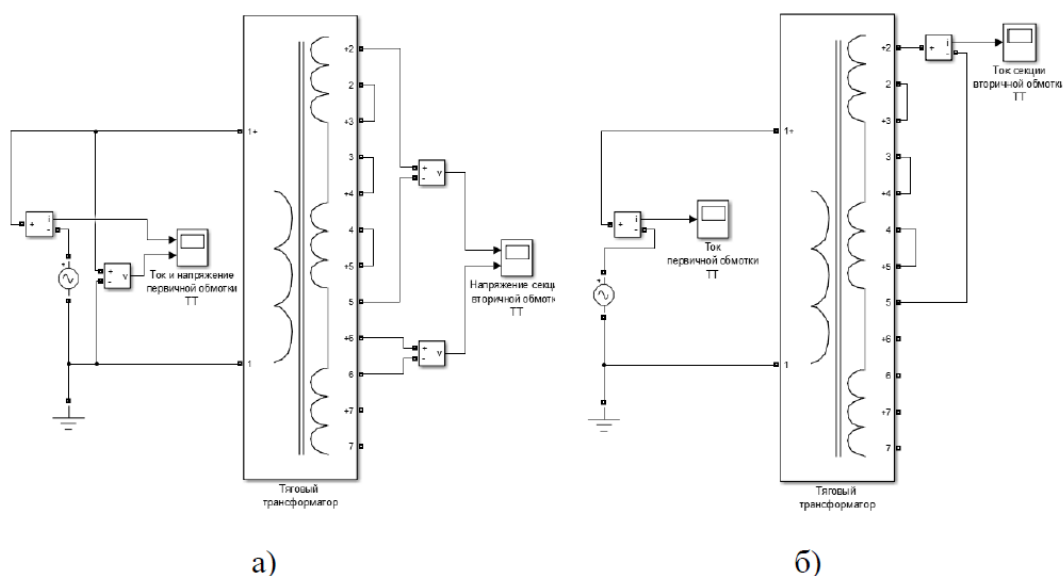 1+
1
+2
2
+3
3
+4
4
+5
5
+6
6
+7
7
+
-
i
+
+
-
v
Ток и напряжение
первичной обмотки
ТТ
+
-
v
+
-
v
Напряжение секци
вторичной обмотк
ТТ
Тяговый
трансформатор
а)
1+
1
+2
2
+3
3
+4
4
+5
5
+6
6
+7
7
+
i
-
Ток секции
вторичной обмотки
ТТ
+
i
-
+
Ток
первичной обмотки
ТТ
Тяговый
трансформатор
б)